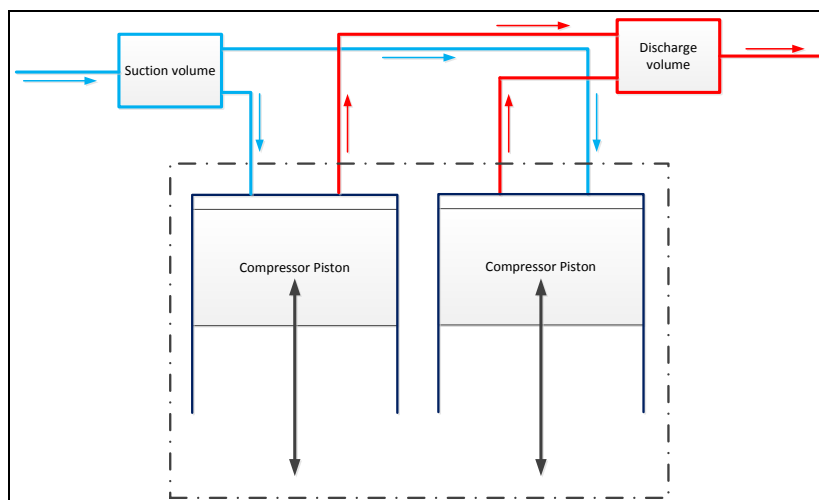 Suction volume
Discharge
volume
Compressor Piston
Compressor Piston